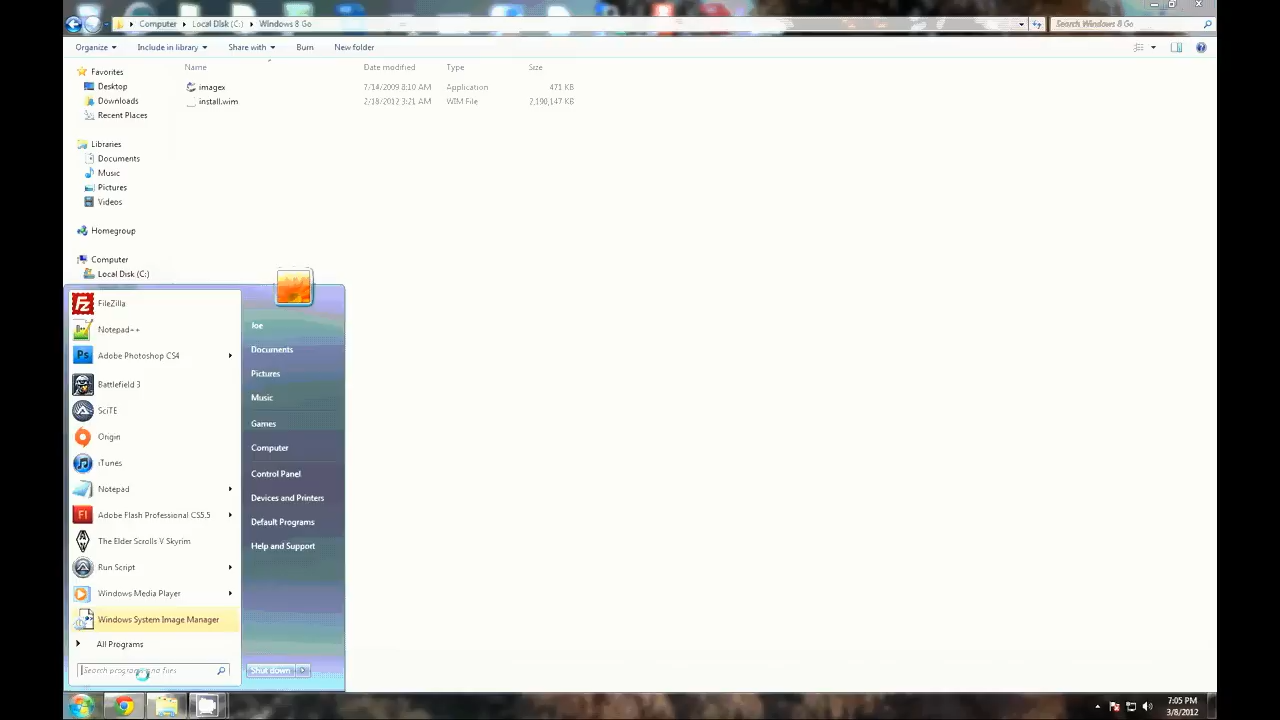 Computer Local Disk (C:) Windows 8 Go
Search Windows 8 Go
Organize Include in library Share with Burn New folder
Name Date modified Type Size
Favorites
Desktop
Downloads
Recent Places
imagex 7/14/2009 8:10 AM Application 471 KB
install.wim 2/18/2012 3:21 AM WIM File 2,190,147 KB
Libraries
Documents
Music
Pictures
Videos
Homegroup
Computer
Local Disk (C:)
FileZilla
Notepad++
Adobe Photoshop CS4
Battlefield 3
SciTE
Origin
iTunes
Notepad
Adobe Flash Professional CS5.5
The Elder Scrolls V Skyrim
Run Script
Windows Media Player
Windows System Image Manager
All Programs
Search programs and files
Joe
Documents
Pictures
Music
Games
Computer
Control Panel
Devices and Printers
Default Programs
Help and Support
Shut down
7:05 PM
3/8/2012